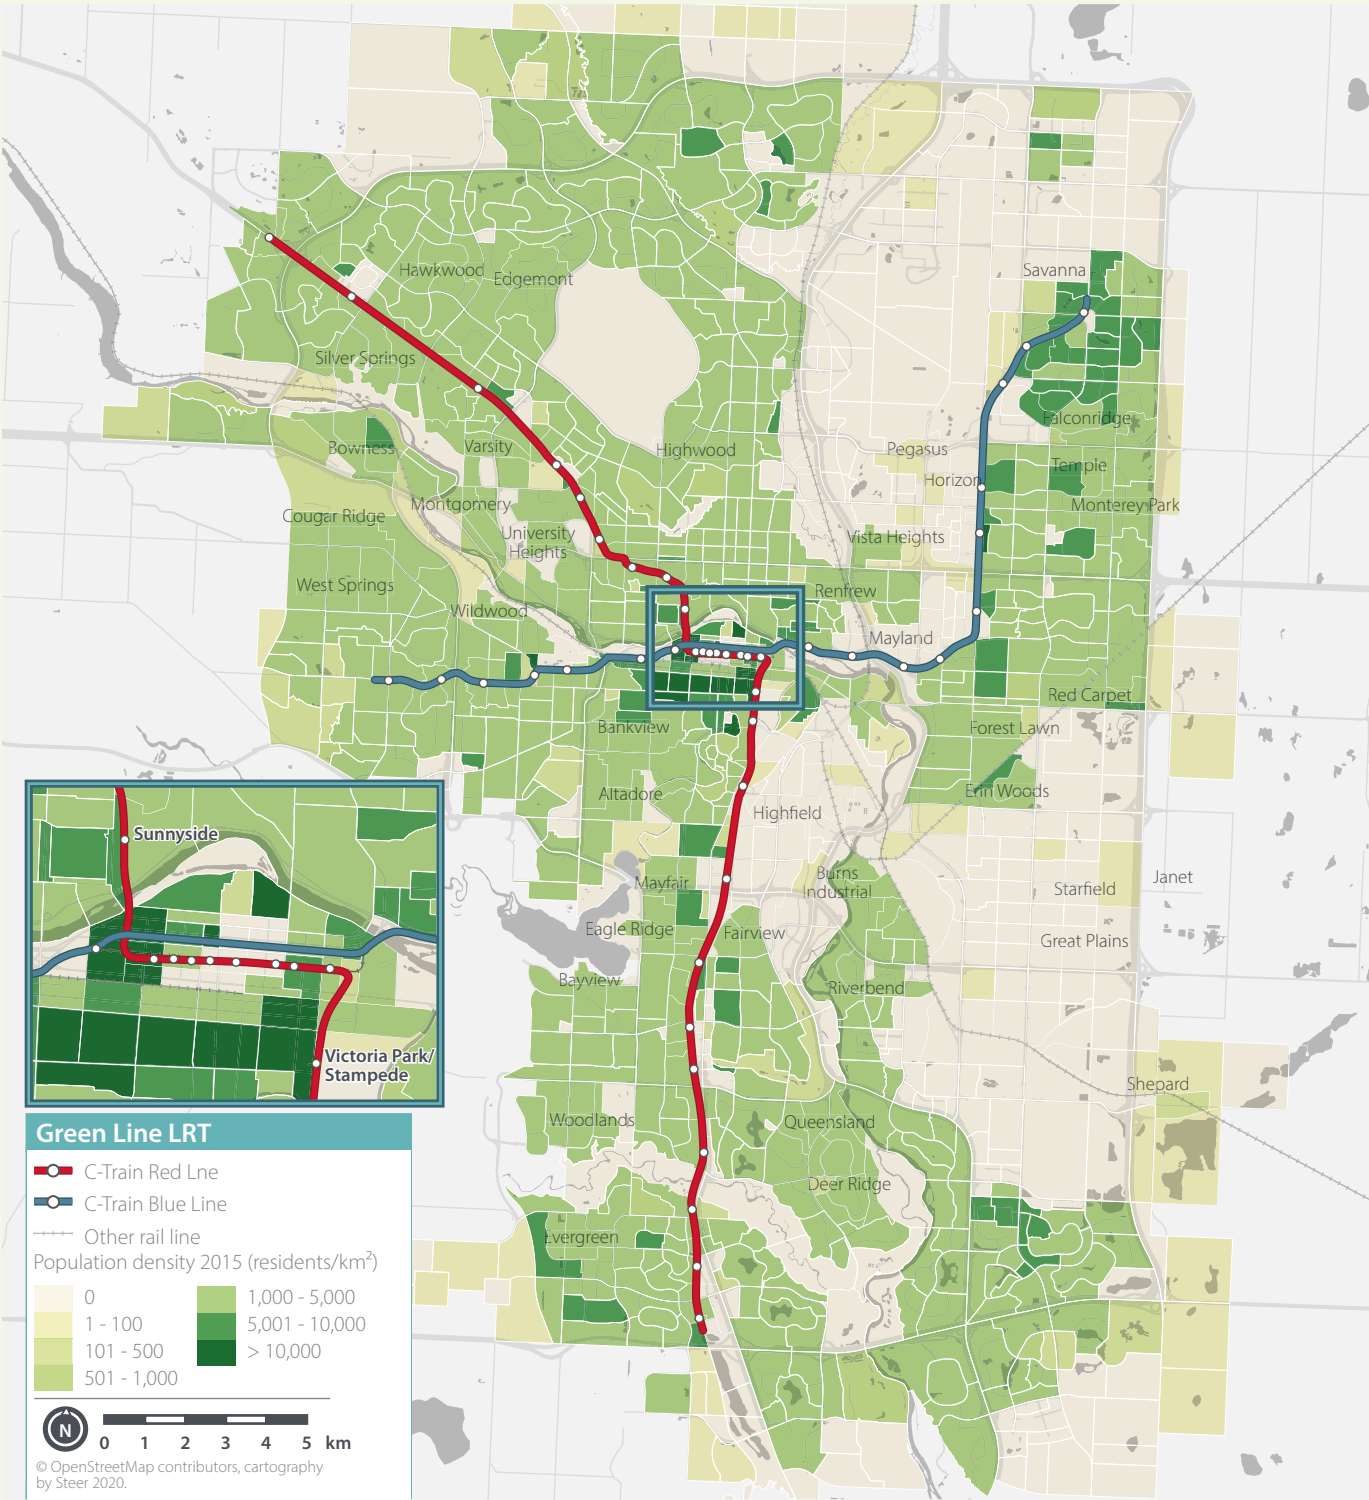 Savanna
Hawkwood
Edgemont
Silver Springs
Falconridge
Bowness
Varsity
Highwood
Pegasus
Temple
Horizon
Montgomery
Monterey Park
Cougar Ridge
University
Heights
Vista Heights
West Springs
Renfrew
Wildwood
Mayland
Red Carpet
Bankview
Forest Lawn
Altadore
Erin Woods
Highfield
Sunnyside
Mayfair
Burns
Industrial
Janet
Starfield
Eagle Ridge
Fairview
Great Plains
Bayview
Riverbend
Victoria Park/
Stampede
Shepard
Woodlands
Queensland
Deer Ridge
Evergreen
Green Line LRT
C-Train Red Lne
C-Train Blue Line
Other rail line
Population density 2015 (residents/km²)
0
1 - 100
101 - 500
501 - 1,000
1,000 - 5,000
5,001 - 10,000
> 10,000
N
0 1 2 3 4 5 km
© OpenStreetMap contributors, cartography
by Steer 2020.